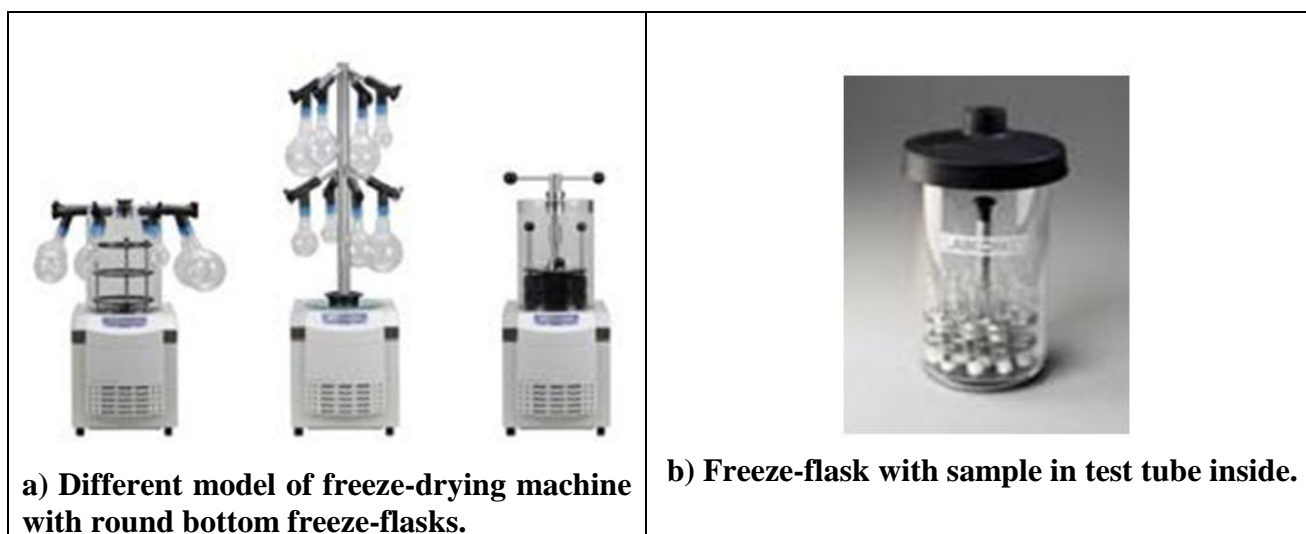 a) Different model of freeze-drying machine
with round bottom freeze-flasks.
b) Freeze-flask with sample in test tube inside.